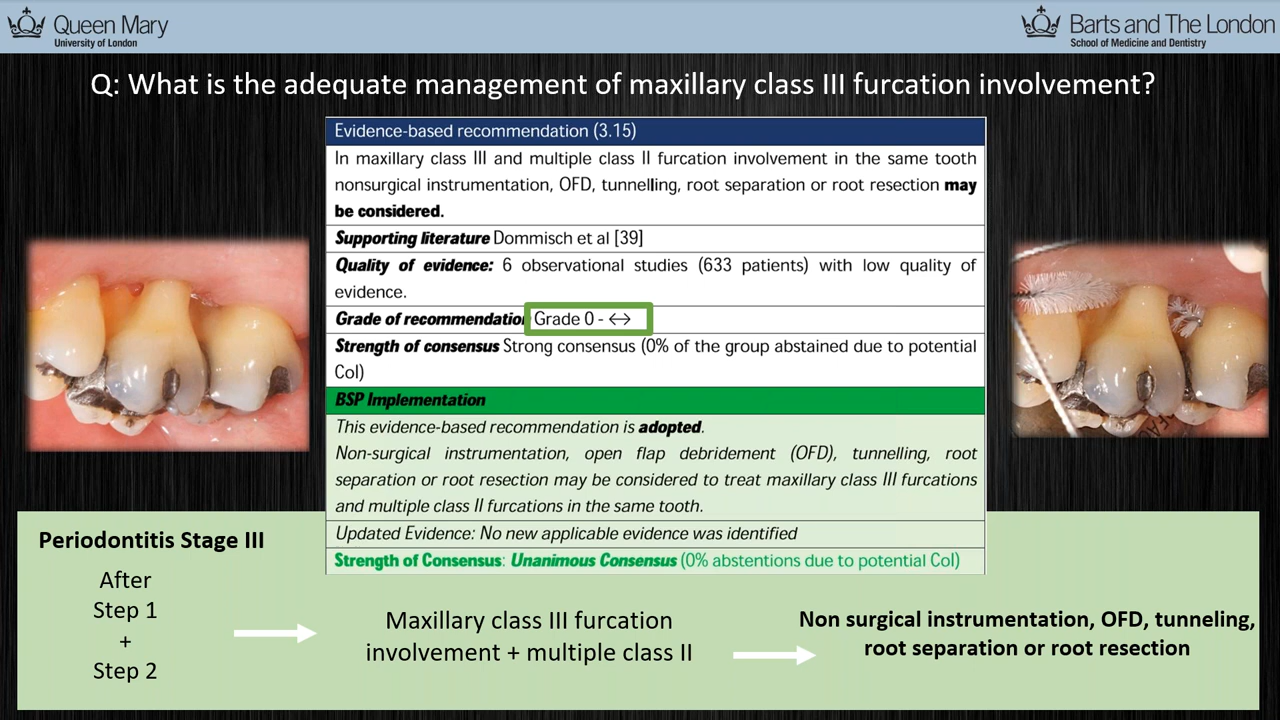 Queen Mary
University of London
Barts and The London
School of Medicine and Dentistry
Q: What is the adequate management of maxillary class III furcation involvement?
Evidence-based recommendation (3.15)
In maxillary class III and multiple class II furcation involvement in the same tooth
nonsurgical instrumentation, OFD, tunnelling, root separation or root resection may
be considered.
Supporting literature Dommisch et al [39]
Quality of evidence: 6 observational studies (633 patients) with low quality of
evidence.
Grade of recommendation Grade 0 - ↔
Strength of consensus Strong consensus (0% of the group abstained due to potential
CoI)
BSP Implementation
This evidence-based recommendation is adopted.
Non-surgical instrumentation, open flap debridement (OFD), tunnelling, root
separation or root resection may be considered to treat maxillary class III furcations
and multiple class II furcations in the same tooth.
Updated Evidence: No new applicable evidence was identified
Strength of Consensus: Unanimous Consensus (0% abstentions due to potential CoI)
Periodontitis Stage III
After
Step 1
+
Step 2
Maxillary class III furcation
involvement + multiple class II
Non surgical instrumentation, OFD, tunneling,
root separation or root resection